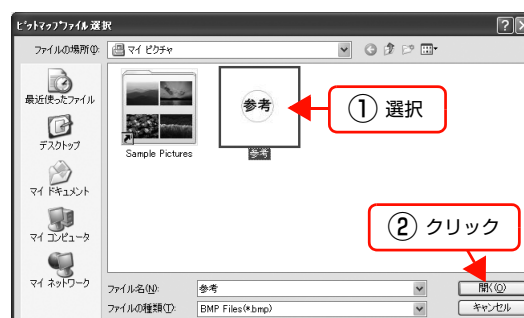 ビットマップファイル選択
ファイルの場所(I):
マイ ピクチャ
最近使ったファイル
デスクトップ
マイ ドキュメント
マイ コンピュータ
マイ ネットワーク
Sample Pictures
参考
参考
① 選択
② クリック
ファイル名(N):
参考
開く(O)
ファイルの種類(T):
BMP Files(*.bmp)
キャンセル